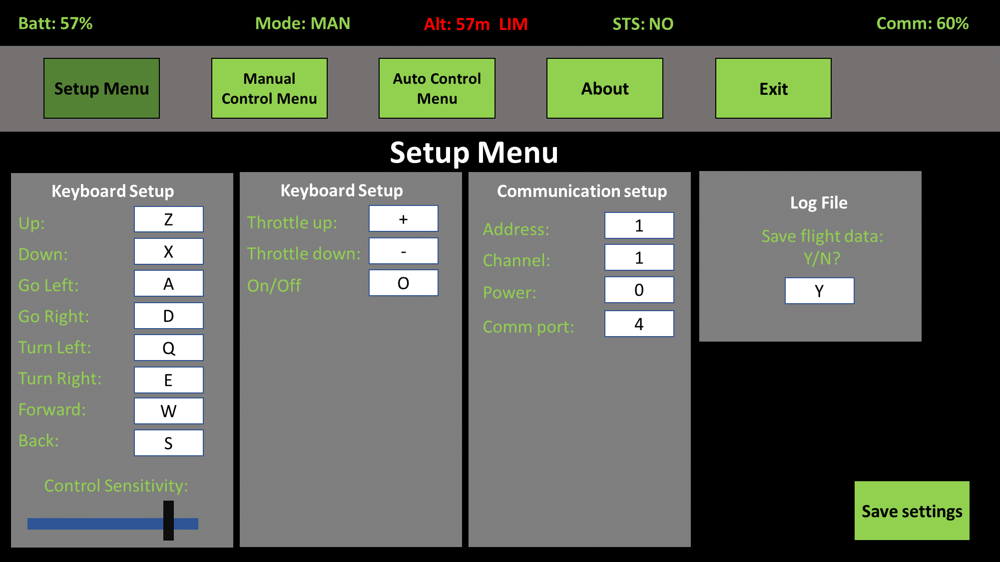 Batt: 57%
Mode: MAN
Alt: 57m  LIM
STS: NO
Comm: 60%
Setup Menu
Manual
Control Menu
Auto Control
Menu
About
Exit
Setup Menu
Keyboard Setup
Up: Z
Down: X
Go Left: A
Go Right: D
Turn Left: Q
Turn Right: E
Forward: W
Back: S
Control Sensitivity:
Keyboard Setup
Throttle up: +
Throttle down: -
On/Off O
Communication setup
Address: 1
Channel: 1
Power: 0
Comm port: 4
Log File
Save flight data:
Y/N?
Y
Save settings